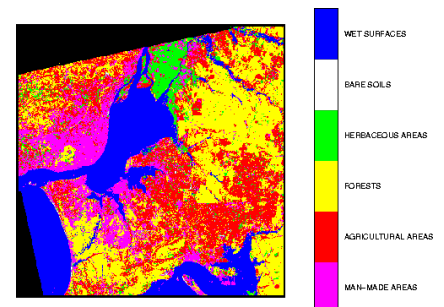 WET SURFACES
BARE SOILS
HERBACEOUS AREAS
FORESTS
AGRICULTURAL AREAS
MAN-MADE AREAS